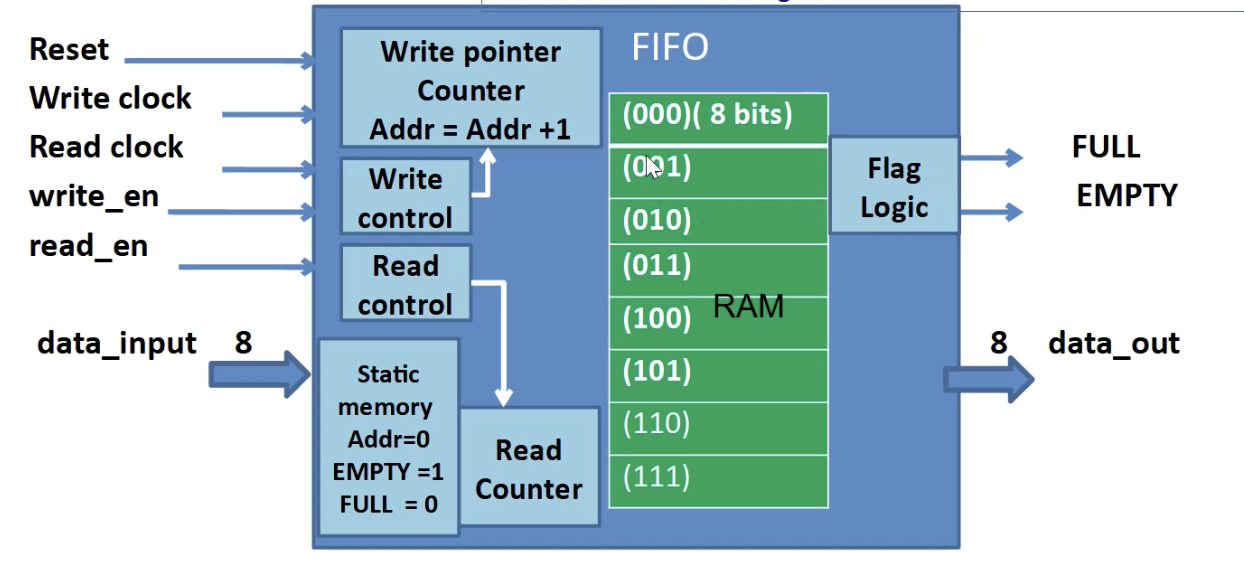 Reset
Write clock
Read clock
write_en
read_en
data_input 8
Write pointer
Counter
Addr = Addr +1
Write
control
Read
control
Static
memory
Addr=0
EMPTY =1
FULL = 0
Read
Counter
FIFO
(000)( 8 bits)
(001)
(010)
(011)
RAM
(100)
(101)
(110)
(111)
Flag
Logic
FULL
EMPTY
8 data_out